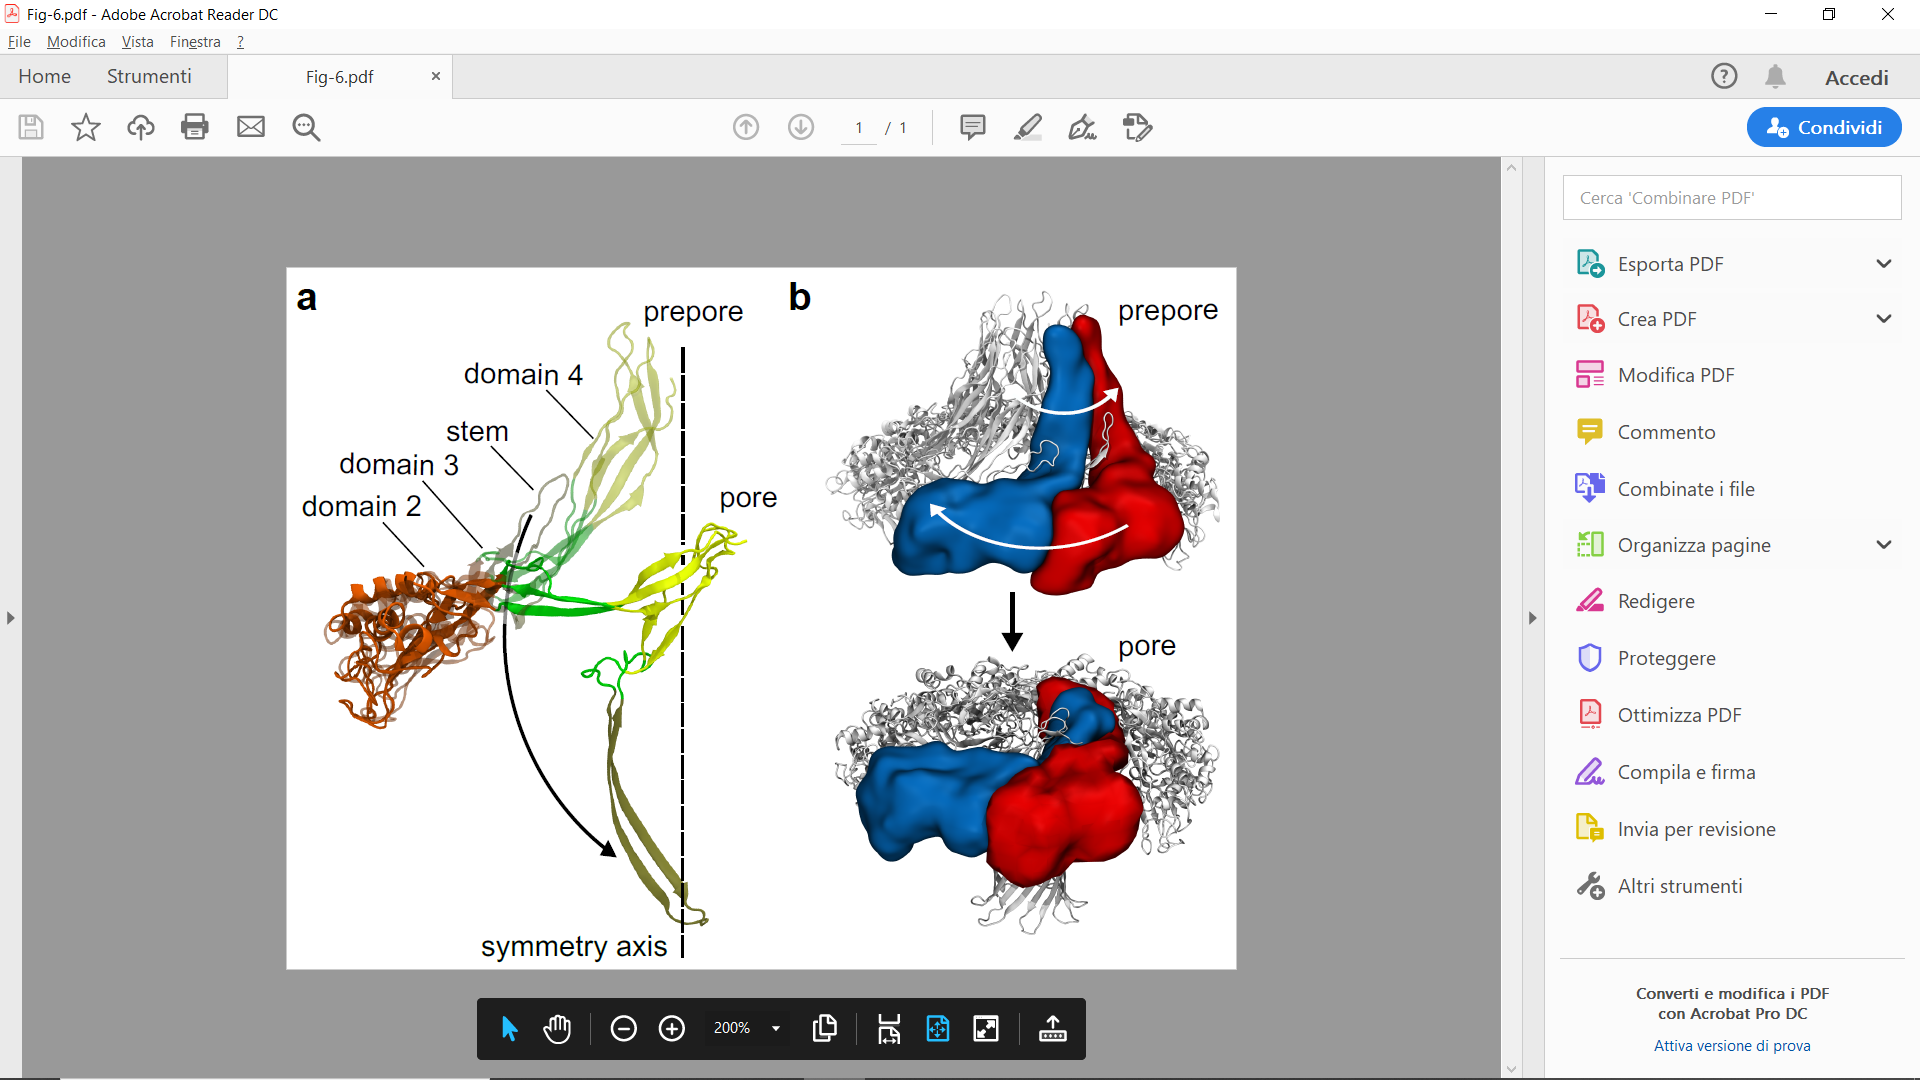 Fig-6.pdf - Adobe Acrobat Reader DC
File Modifica Vista Finestra ?
Home Strumenti Fig-6.pdf × ? Accedi
1 / 1
Condividi
Cerca 'Combinare PDF'
Esporta PDF
Crea PDF
Modifica PDF
Commento
Combinate i file
Organizza pagine
Redigere
Proteggere
Ottimizza PDF
Compila e firma
Invia per revisione
Altri strumenti
Converti e modifica i PDF
con Acrobat Pro DC
Attiva versione di prova
a
prepore
domain 4
stem
domain 3
domain 2
pore
symmetry axis
b
prepore
pore
200%